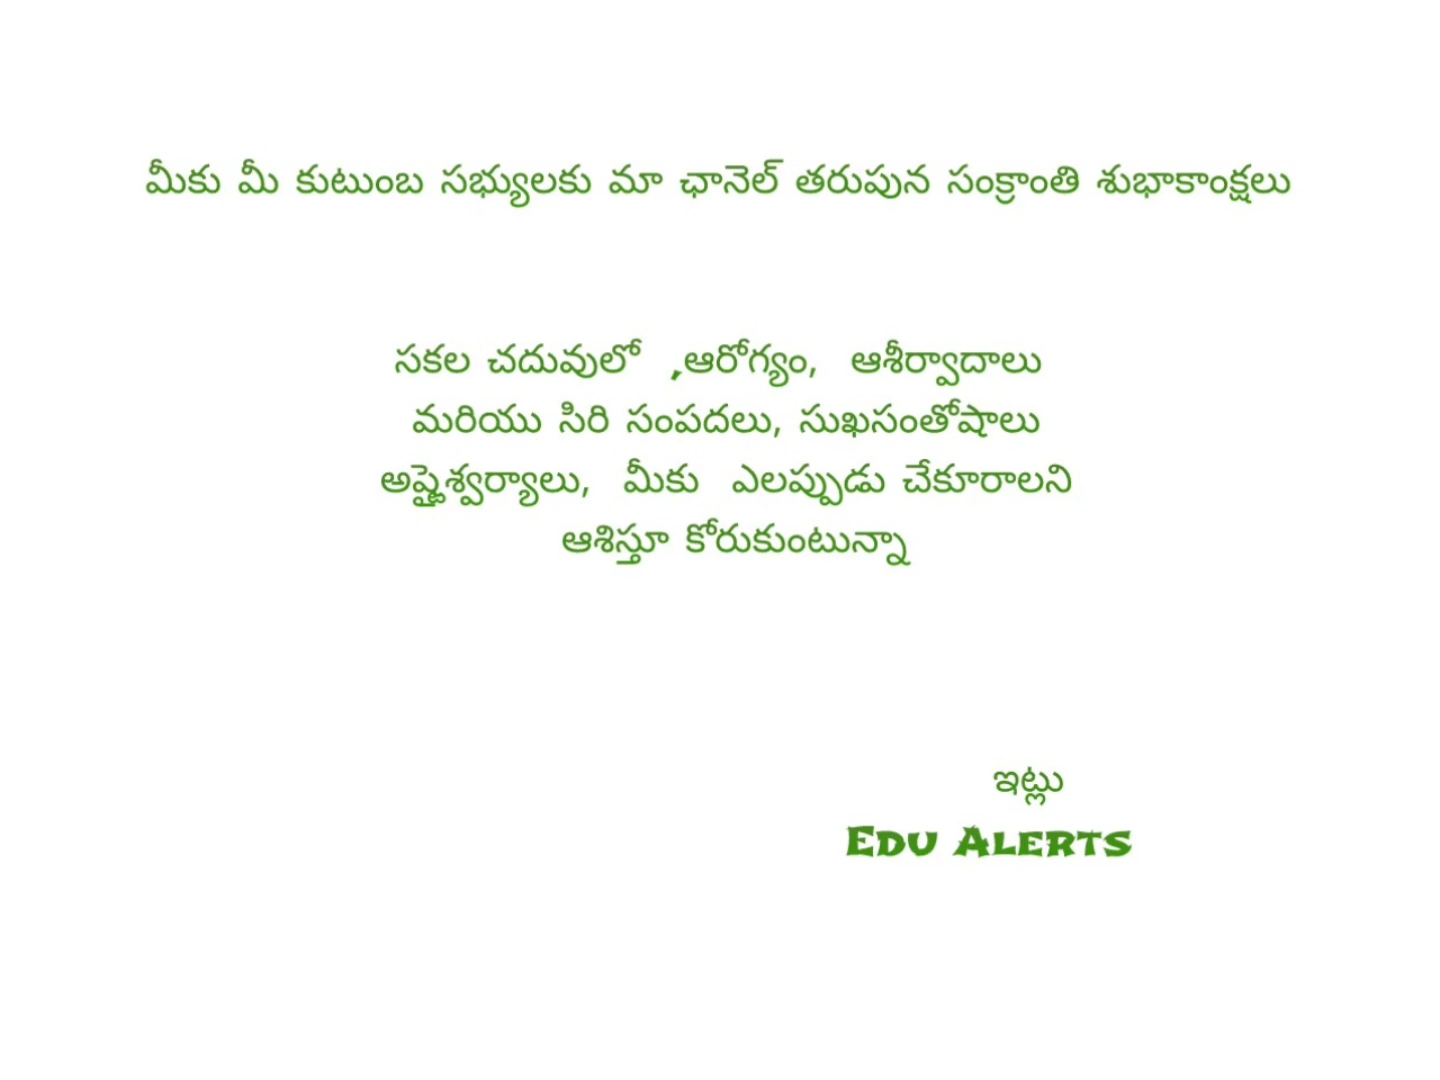 మీకు మీ కుటుంబ సభ్యులకు మా ఛానెల్ తరుపున సంక్రాంతి శుభాకాంక్షలు
సకల చదువులో ,ఆరోగ్యం, ఆశీర్వాదాలు
మరియు సిరి సంపదలు, సుఖసంతోషాలు
అష్టైశ్వర్యాలు, మీకు ఎలప్పుడు చేకూరాలని
ఆశిస్తూ కోరుకుంటున్నా
ఇట్లు
EDU ALERTS